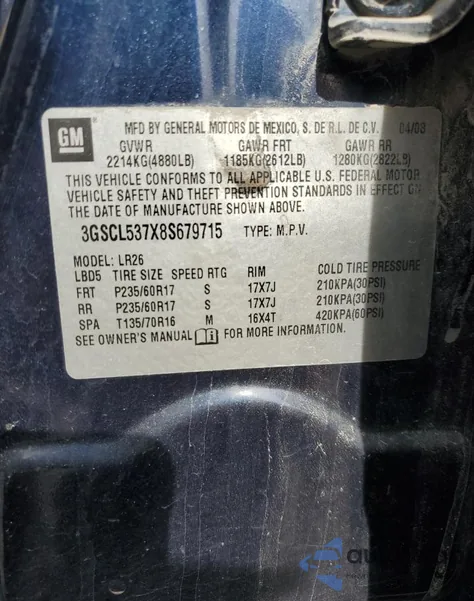 GM
MFD BY GENERAL MOTORS DE MEXICO, S. DE R.L. DE C.V. 04/08
GVWR GAWR FRT GAWR RR
2214KG(4880LB) 1185KG(2612LB) 1280KG(2822LB)
THIS VEHICLE CONFORMS TO ALL APPLICABLE U.S. FEDERAL MOTOR
VEHICLE SAFETY AND THEFT PREVENTION STANDARDS IN EFFECT ON
THE DATE OF MANUFACTURE SHOWN ABOVE.
3GSCL537X8S679715 TYPE: M.P.V.
MODEL: LR26
LBD5 TIRE SIZE SPEED RTG RIM COLD TIRE PRESSURE
FRT P235/60R17 S 17X7J 210KPA(30PSI)
RR P235/60R17 S 17X7J 210KPA(30PSI)
SPA T135/70R16 M 16X4T 420KPA(60PSI)
SEE OWNER'S MANUAL FOR MORE INFORMATION.